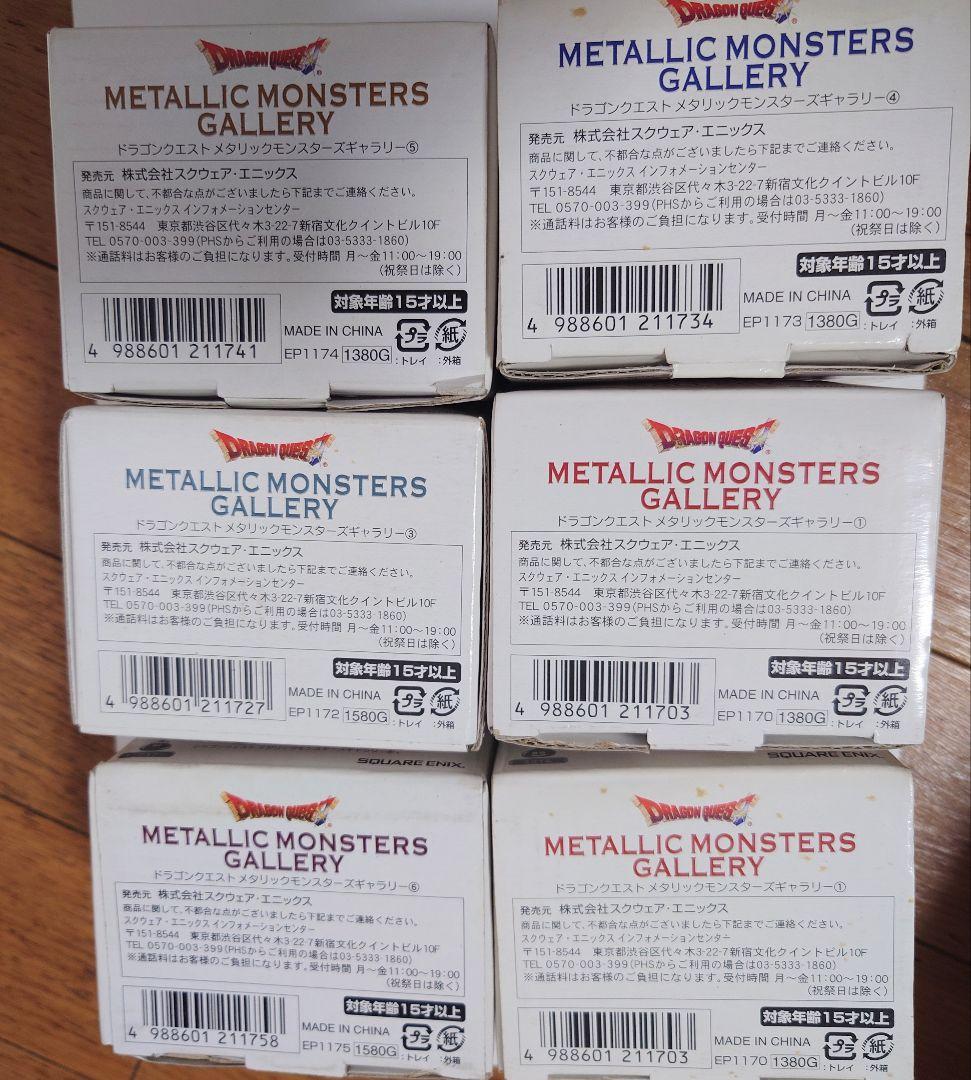 DRAGON QUEST
METALLIC MONSTERS
GALLERY
ドラゴンクエスト メタリックモンスターズギャラリー⑤
発売元 株式会社スクウェア・エニックス
商品に関して、不都合な点がございましたら下記までご連絡ください。
スクウェア・エニックス インフォメーションセンター
〒151-8544 東京都渋谷区代々木3-22-7新宿文化クイントビル10F
TEL 0570-003-399(PHSからご利用の場合は03-5333-1860)
※通話料はお客様のご負担になります。受付時間 月〜金11:00〜19:00
(祝祭日は除く)
対象年齢15才以上
MADE IN CHINA
プラ 紙
4 988601 211741
EP1174 1380G :トレイ :外箱
DRAGON QUEST
METALLIC MONSTERS
GALLERY
ドラゴンクエスト メタリックモンスターズギャラリー④
発売元 株式会社スクウェア・エニックス
商品に関して、不都合な点がございましたら下記までご連絡ください。
スクウェア・エニックス インフォメーションセンター
〒151-8544 東京都渋谷区代々木3-22-7新宿文化クイントビル10F
TEL 0570-003-399(PHSからご利用の場合は03-5333-1860)
※通話料はお客様のご負担になります。受付時間 月〜金11:00〜19:00
(祝祭日は除く)
対象年齢15才以上
MADE IN CHINA
プラ 紙
4 988601 211734
EP1173 1380G :トレイ :外箱
DRAGON QUEST
METALLIC MONSTERS
GALLERY
ドラゴンクエスト メタリックモンスターズギャラリー③
発売元 株式会社スクウェア・エニックス
商品に関して、不都合な点がございましたら下記までご連絡ください。
スクウェア・エニックス インフォメーションセンター
〒151-8544 東京都渋谷区代々木3-22-7新宿文化クイントビル10F
TEL 0570-003-399(PHSからご利用の場合は03-5333-1860)
※通話料はお客様のご負担になります。受付時間 月〜金11:00〜19:00
(祝祭日は除く)
対象年齢15才以上
MADE IN CHINA
プラ 紙
4 988601 211727
EP1172 1580G :トレイ :外箱
DRAGON QUEST
METALLIC MONSTERS
GALLERY
ドラゴンクエスト メタリックモンスターズギャラリー①
発売元 株式会社スクウェア・エニックス
商品に関して、不都合な点がございましたら下記までご連絡ください。
スクウェア・エニックス インフォメーションセンター
〒151-8544 東京都渋谷区代々木3-22-7新宿文化クイントビル10F
TEL 0570-003-399(PHSからご利用の場合は03-5333-1860)
※通話料はお客様のご負担になります。受付時間 月〜金11:00〜19:00
(祝祭日は除く)
対象年齢15才以上
MADE IN CHINA
プラ 紙
4 988601 211703
EP1170 1380G :トレイ :外箱
SQUARE ENIX.
DRAGON QUEST
METALLIC MONSTERS
GALLERY
ドラゴンクエスト メタリックモンスターズギャラリー⑥
発売元 株式会社スクウェア・エニックス
商品に関して、不都合な点がございましたら下記までご連絡ください。
スクウェア・エニックス インフォメーションセンター
〒151-8544 東京都渋谷区代々木3-22-7新宿文化クイントビル10F
TEL 0570-003-399(PHSからご利用の場合は03-5333-1860)
※通話料はお客様のご負担になります。受付時間 月〜金11:00〜19:00
(祝祭日は除く)
対象年齢15才以上
MADE IN CHINA
プラ 紙
4 988601 211758
EP1175 1580G :トレイ :外箱
SQUARE ENIX.
DRAGON QUEST
METALLIC MONSTERS
GALLERY
ドラゴンクエスト メタリックモンスターズギャラリー①
発売元 株式会社スクウェア・エニックス
商品に関して、不都合な点がございましたら下記までご連絡ください。
スクウェア・エニックス インフォメーションセンター
〒151-8544 東京都渋谷区代々木3-22-7新宿文化クイントビル10F
TEL 0570-003-399(PHSからご利用の場合は03-5333-1860)
※通話料はお客様のご負担になります。受付時間 月〜金11:00〜19:00
(祝祭日は除く)
対象年齢15才以上
MADE IN CHINA
プラ 紙
4 988601 211703
EP1170 1380G :トレイ :外箱